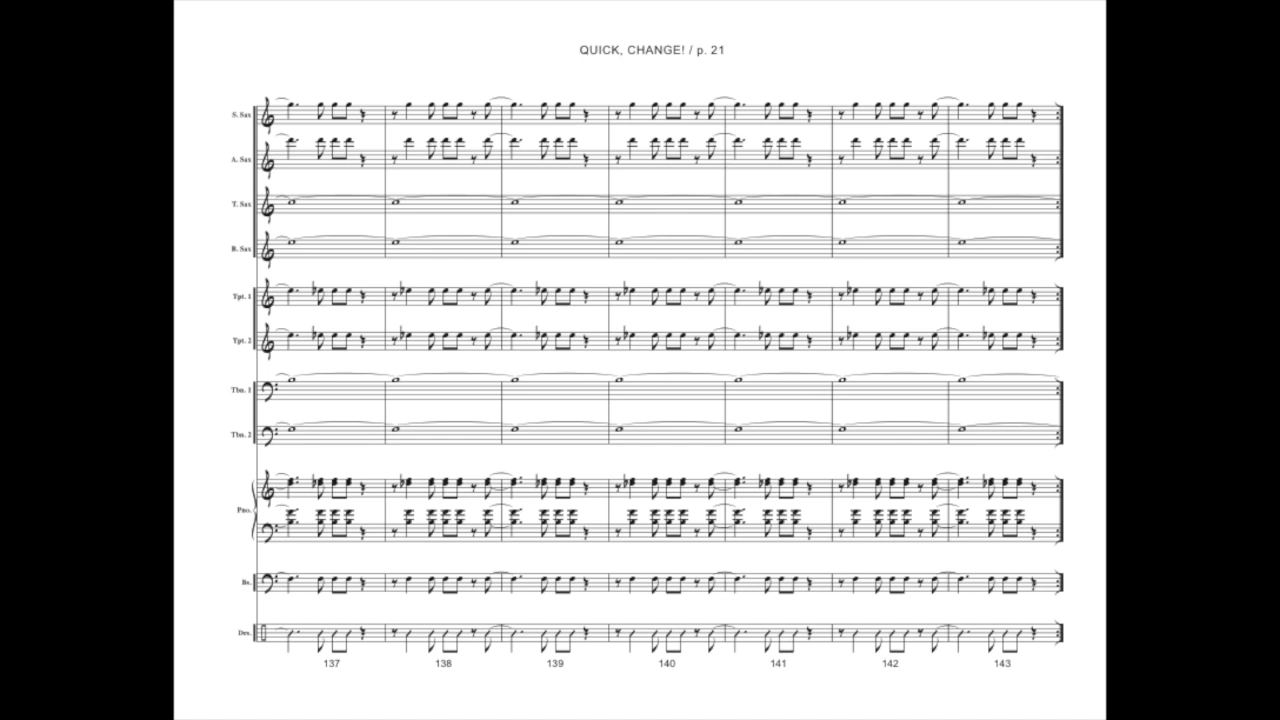 QUICK, CHANGE! / p. 21
S. Sax
A. Sax
T. Sax
B. Sax
Tpt. 1
Tpt. 2
Tbn. 1
Tbn. 2
Pno.
Bs.
Drs.
137 138 139 140 141 142 143